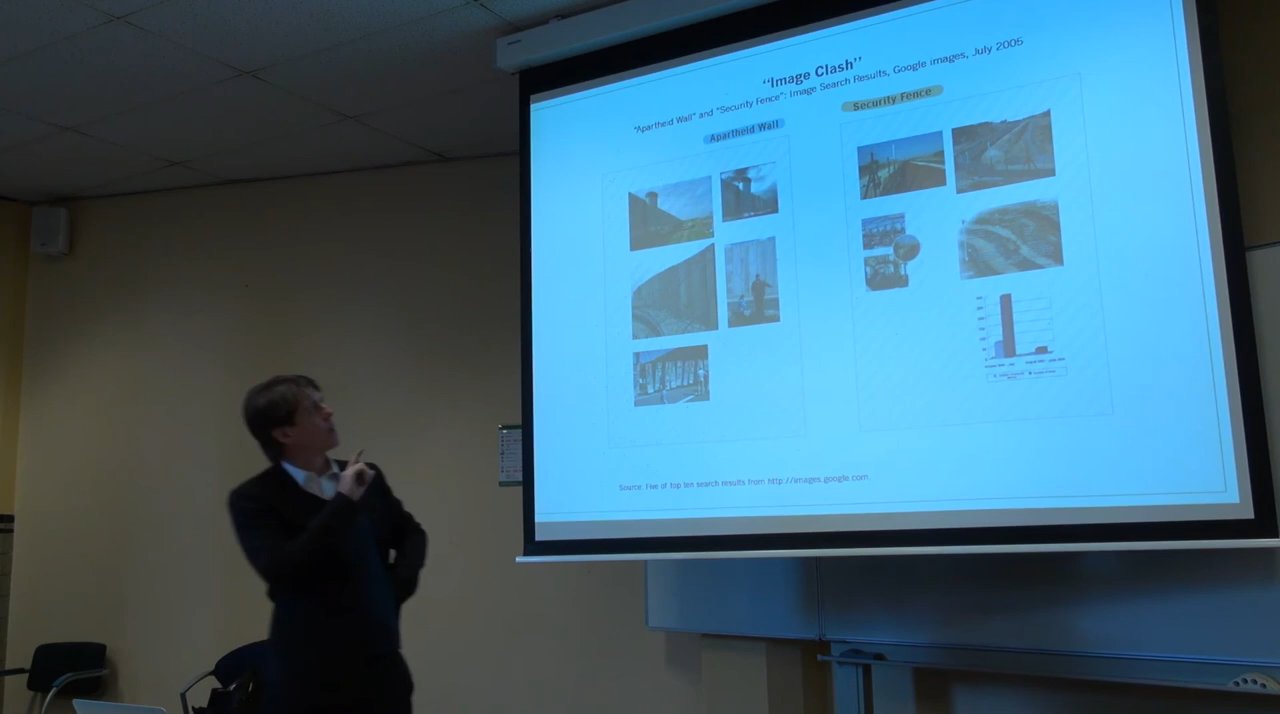 “Image Clash”
“Apartheid Wall” and “Security Fence”: Image Search Results, Google images, July 2005
Apartheid Wall
Security Fence
Source: Five of top ten search results from http://images.google.com